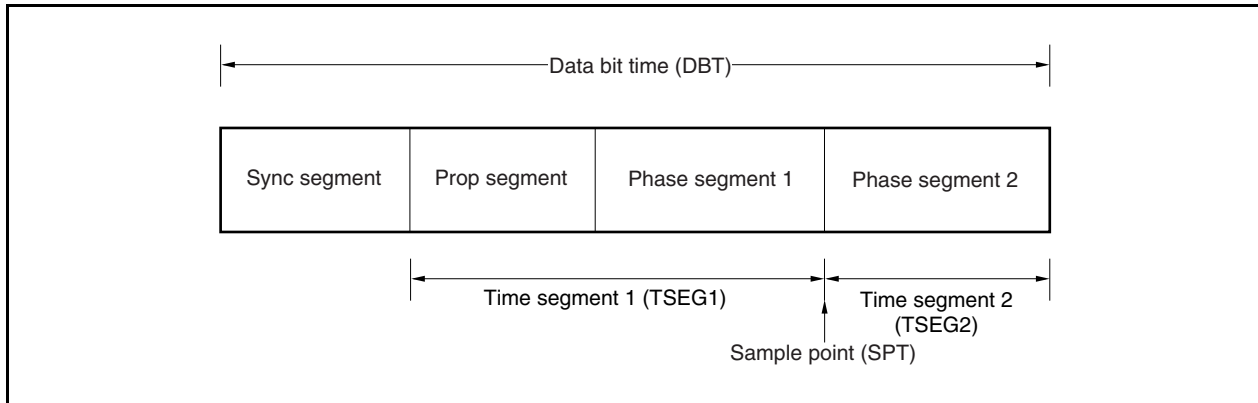 Data bit time (DBT)
Sync segment
Prop segment
Phase segment 1
Phase segment 2
Time segment 1 (TSEG1)
Time segment 2
(TSEG2)
Sample point (SPT)